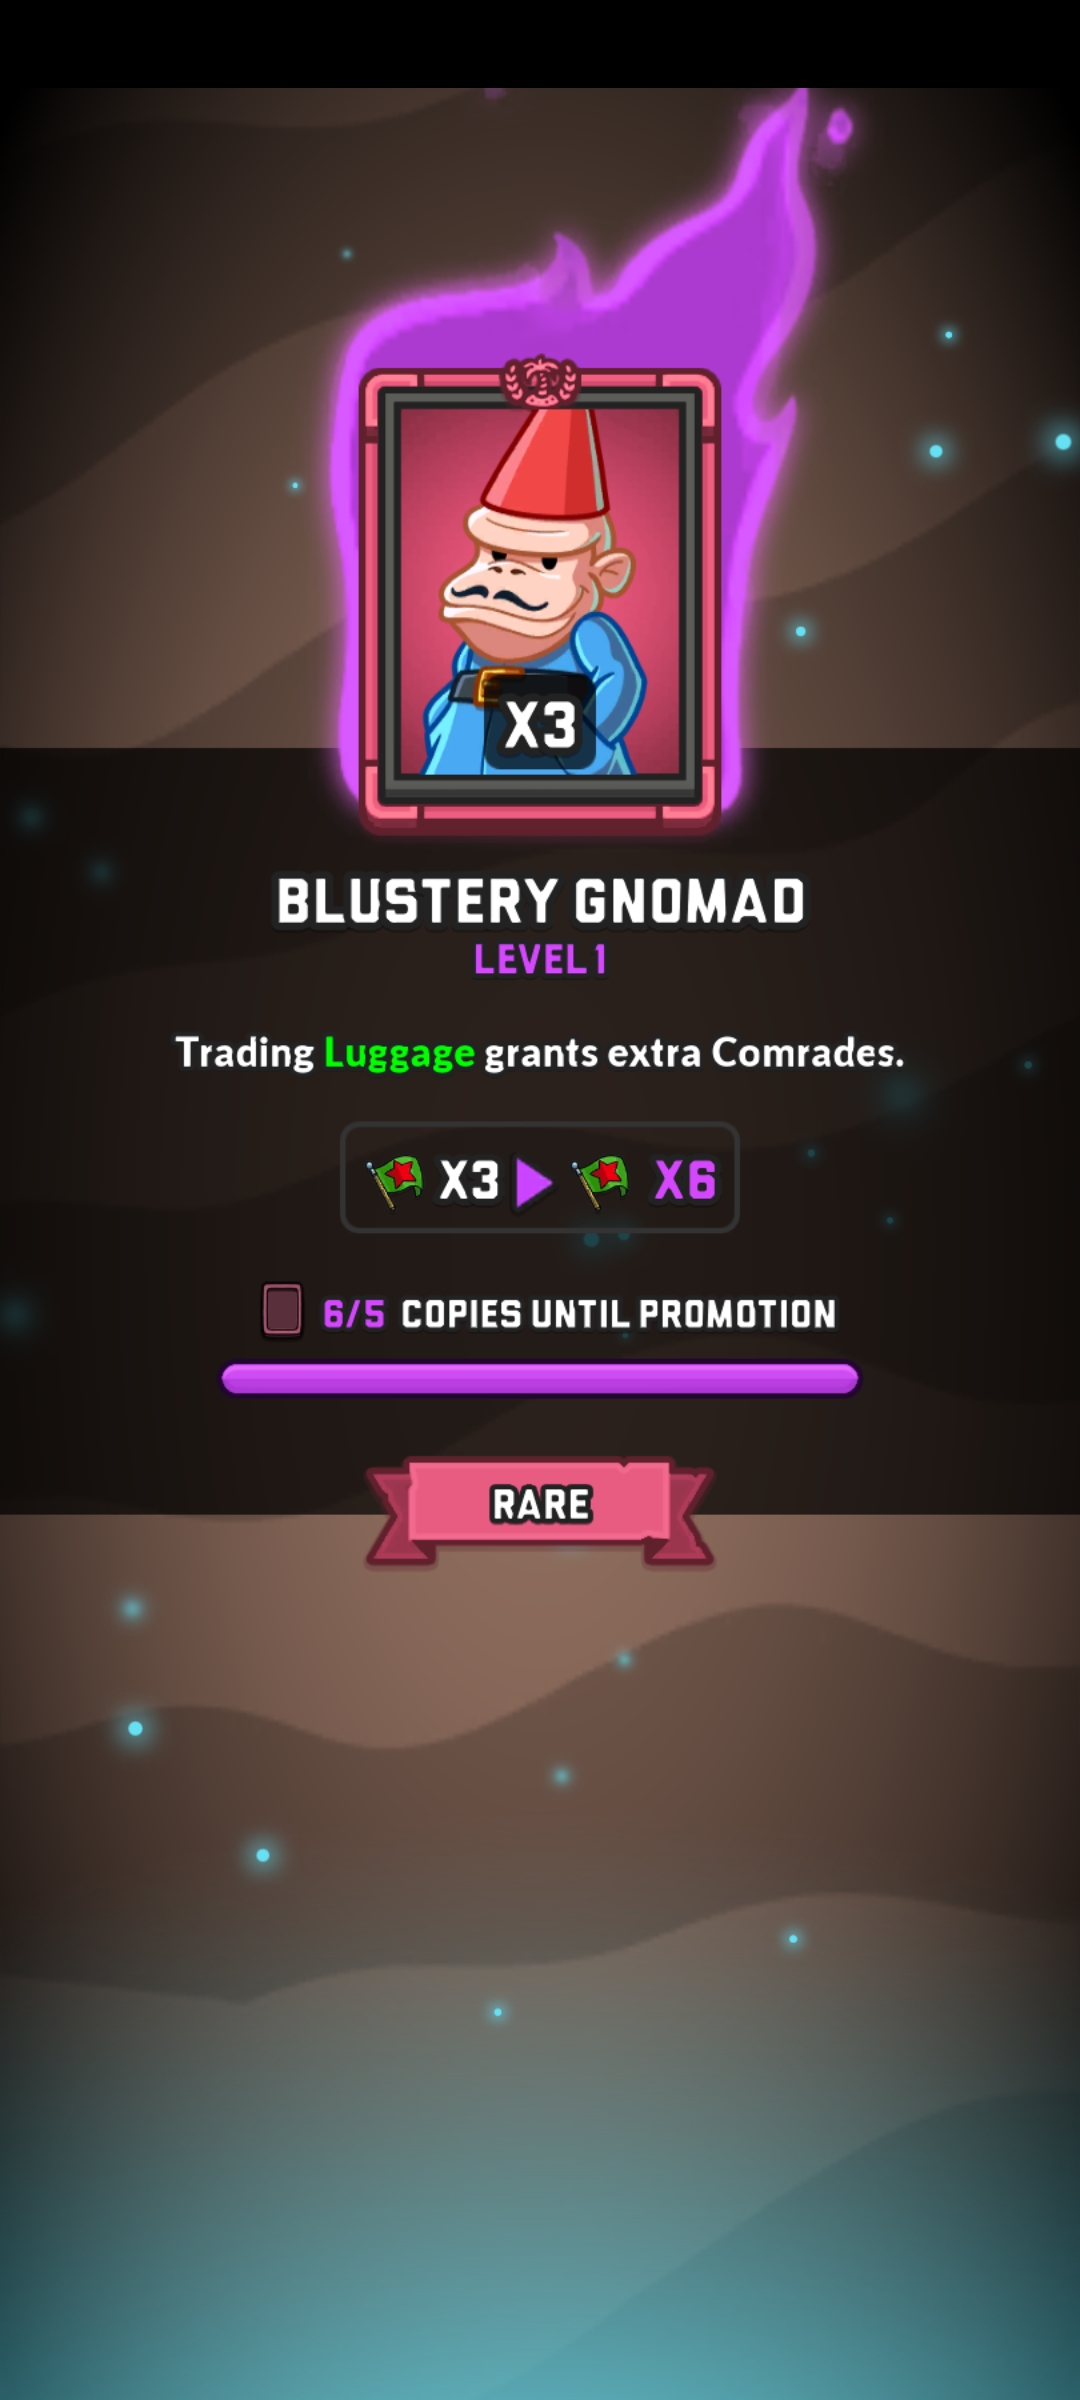 X3
BLUSTERY GNOMAD
LEVEL 1
Trading Luggage grants extra Comrades.
X3 X6
6/5 COPIES UNTIL PROMOTION
RARE